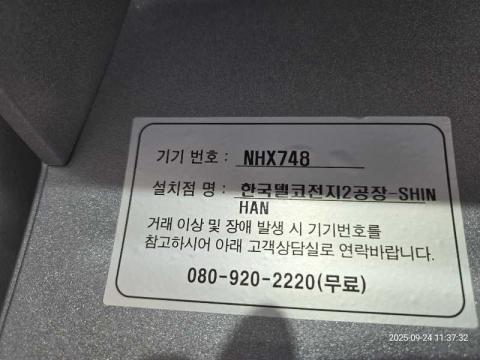 기기 번호 : NHX748
설치점 명 : 한국델코전지2공장-SHIN
HAN
거래 이상 및 장애 발생 시 기기번호를
참고하시어 아래 고객상담실로 연락바랍니다.
080-920-2220(무료)
2025-09-24 11:37:32